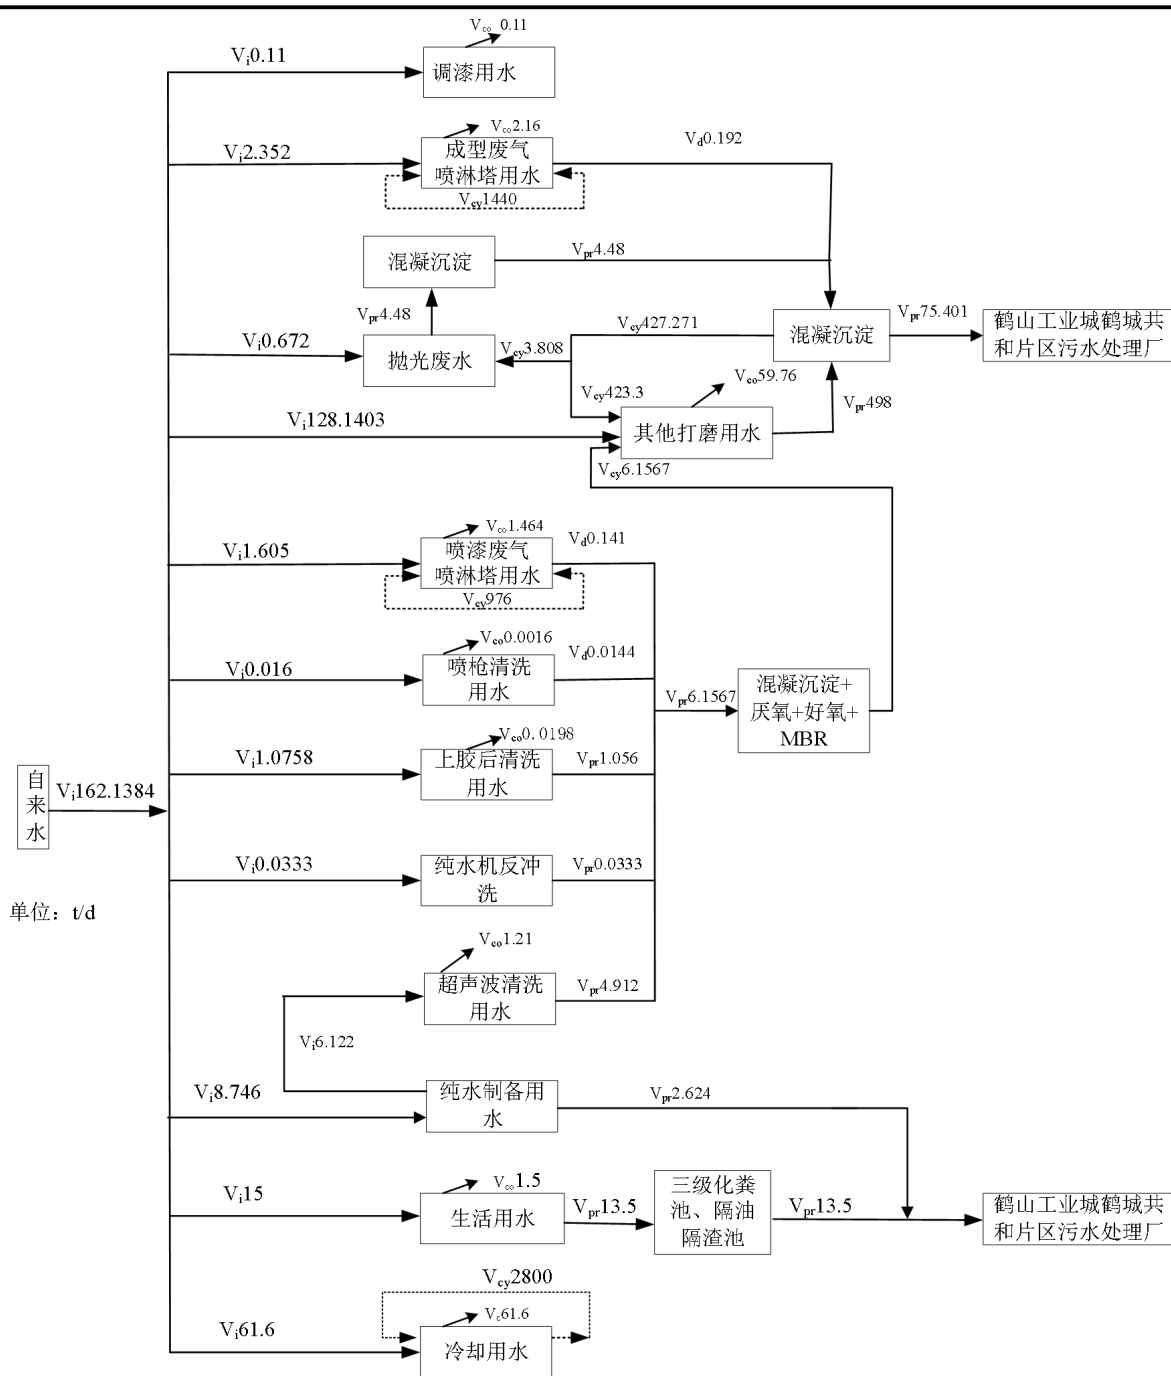 V∞ 0.11
Vi0.11
调漆用水
V∞2.16
Vi2.352
成型废气
喷淋塔用水
Vd0.192
Vcy1440
混凝沉淀
Vpr4.48
Vpr4.48
Vi0.672
抛光废水
Vcy3.808
Vcy427.271
混凝沉淀
Vpr75.401
鹤山工业城鹤城共
和片区污水处理厂
Vcy423.3
Vco59.76
Vpr498
Vi128.1403
其他打磨用水
Vcy6.1567
V∞1.464
Vi1.605
喷漆废气
喷淋塔用水
Vd0.141
Vcy976
Vco0.0016
Vi0.016
喷枪清洗
用水
Vd0.0144
Vpr6.1567
混凝沉淀+
厌氧+好氧+
MBR
Vco0.0198
Vi1.0758
上胶后清洗
用水
Vpr1.056
自
来
水
Vi162.1384
Vi0.0333
纯水机反冲
洗
Vpr0.0333
单位：t/d
Vco1.21
超声波清洗
用水
Vpr4.912
Vi6.122
Vi8.746
纯水制备用
水
Vpr2.624
V∞1.5
Vi15
生活用水
Vpr13.5
三级化粪
池、隔油
隔渣池
Vpr13.5
鹤山工业城鹤城共
和片区污水处理厂
Vcy2800
Vc61.6
Vi61.6
冷却用水